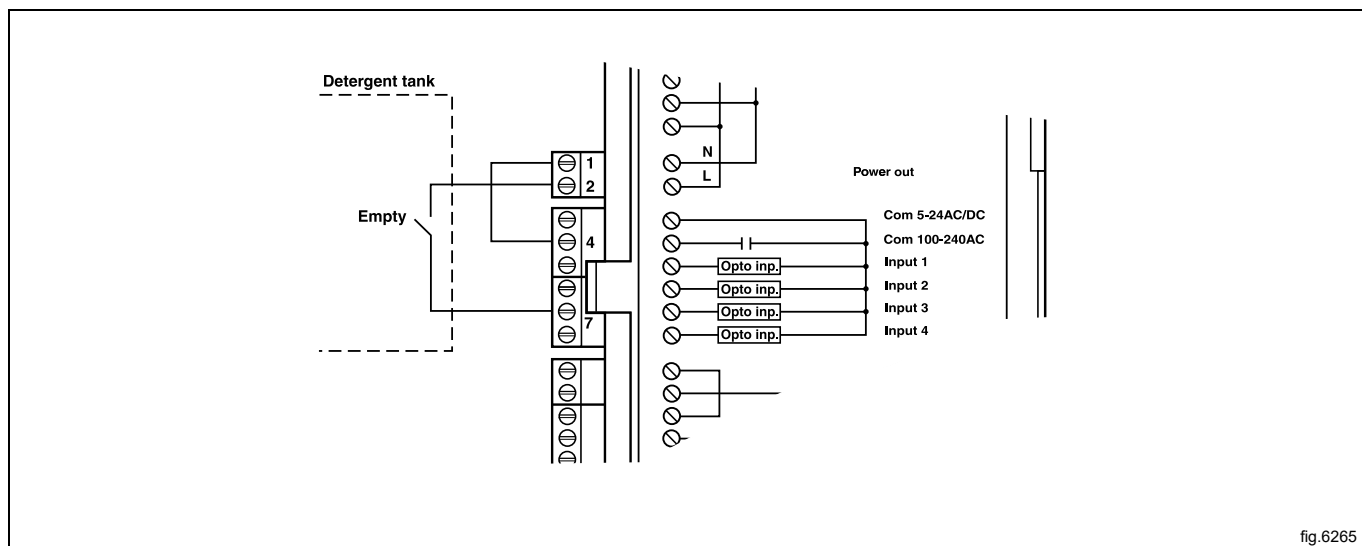 Detergent tank
Empty
1
2
4
7
N
L
Power out
Com 5-24AC/DC
Com 100-240AC
Opto inp. Input 1
Opto inp. Input 2
Opto inp. Input 3
Opto inp. Input 4
fig.6265